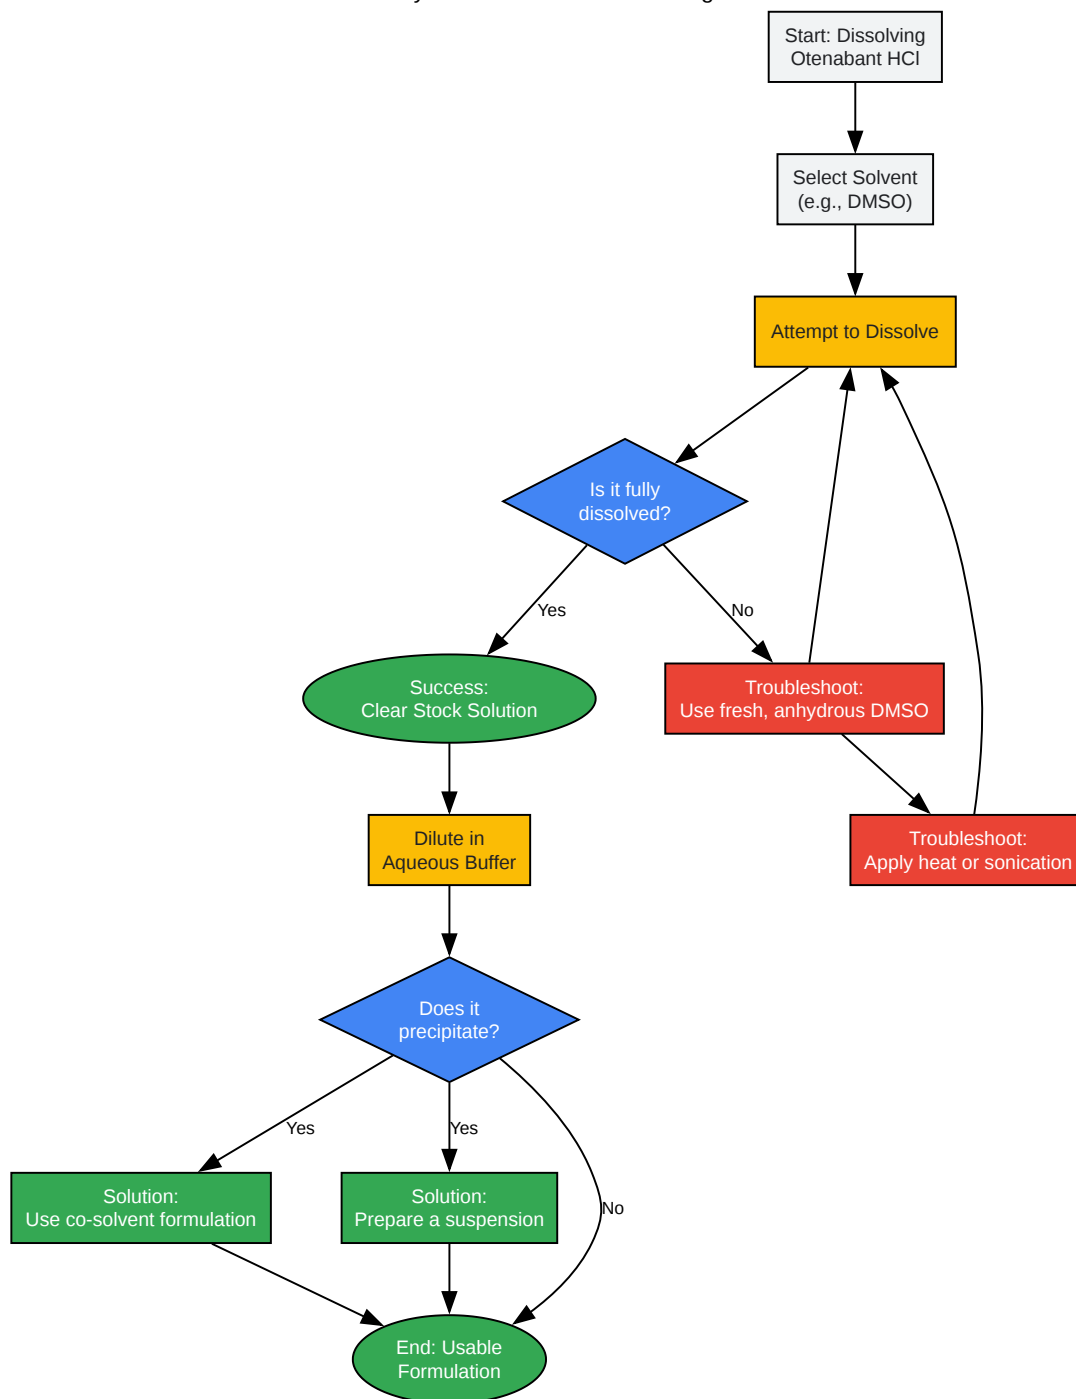 Start: Dissolving
Otenabant HCl
Select Solvent
(e.g., DMSO)
Attempt to Dissolve
Is it fully
dissolved?
Yes
No
Success:
Clear Stock Solution
Troubleshoot:
Use fresh, anhydrous DMSO
Dilute in
Aqueous Buffer
Troubleshoot:
Apply heat or sonication
Does it
precipitate?
Yes
Yes
No
Solution:
Use co-solvent formulation
Solution:
Prepare a suspension
End: Usable
Formulation